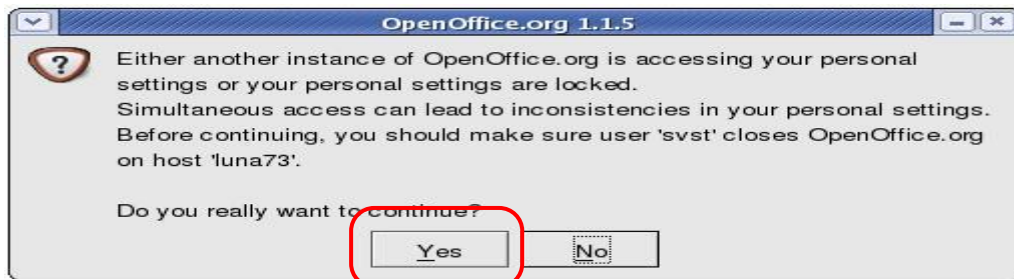 OpenOffice.org 1.1.5
Either another instance of OpenOffice.org is accessing your personal
settings or your personal settings are locked.
Simultaneous access can lead to inconsistencies in your personal settings.
Before continuing, you should make sure user 'svst' closes OpenOffice.org
on host 'luna73'.
Do you really want to continue?
Yes No